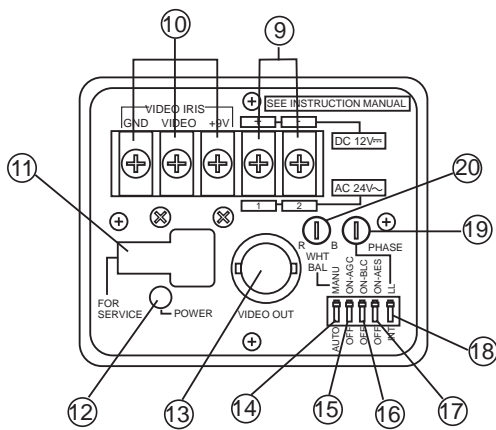 10
9
VIDEO IRIS
SEE INSTRUCTION MANUAL
GND VIDEO +9V
+ -
DC 12V⎓
11
AC 24V~
1 2
20
19
R B
WHT
BAL
PHASE
MANU
ON-AGC
ON-BLC
ON-AES
LL
FOR
SERVICE
POWER
VIDEO OUT
AUTO
OFF
OFF
OFF
INT
18
12
13
14
15
16
17